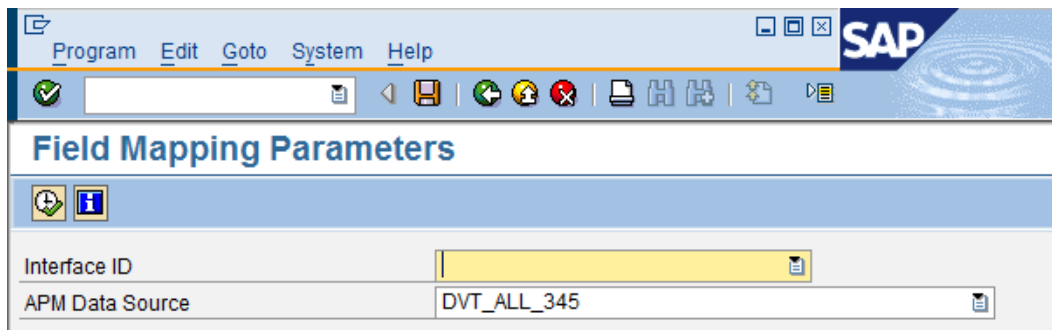 Program Edit Goto System Help
SAP
Field Mapping Parameters
Interface ID
APM Data Source DVT_ALL_345